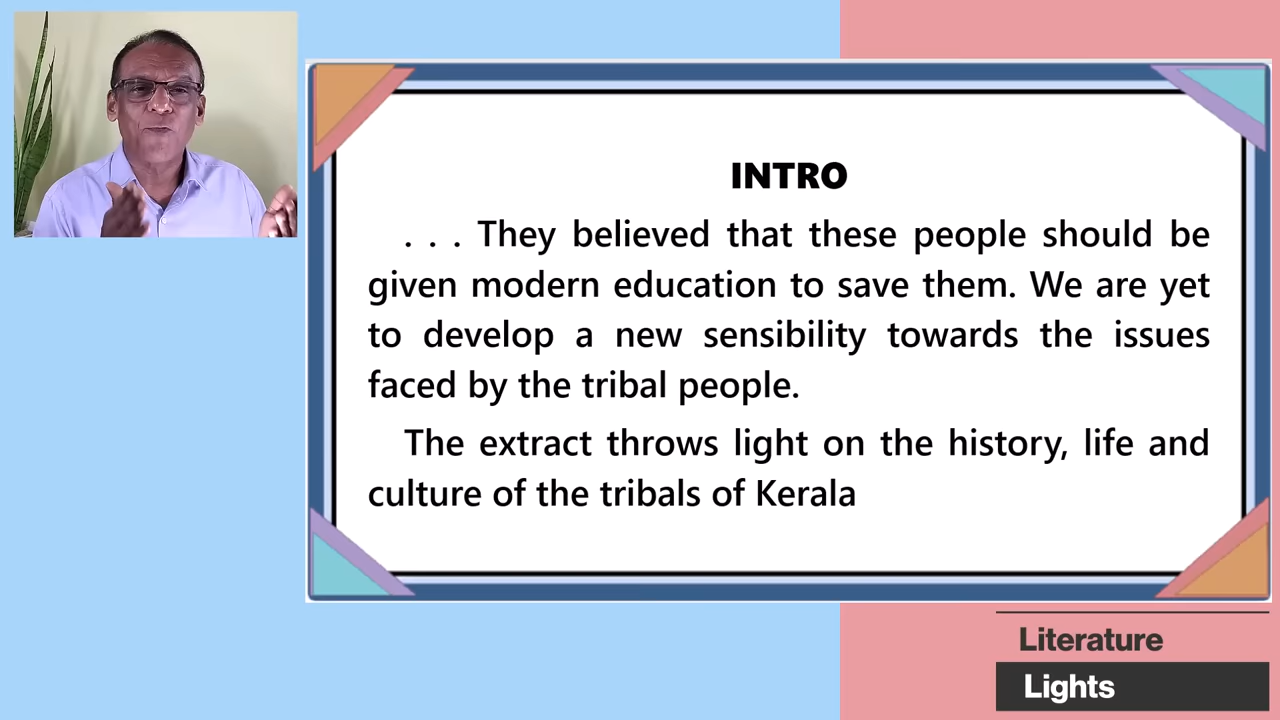 INTRO
. . . They believed that these people should be
given modern education to save them. We are yet
to develop a new sensibility towards the issues
faced by the tribal people.
The extract throws light on the history, life and
culture of the tribals of Kerala
Literature
Lights